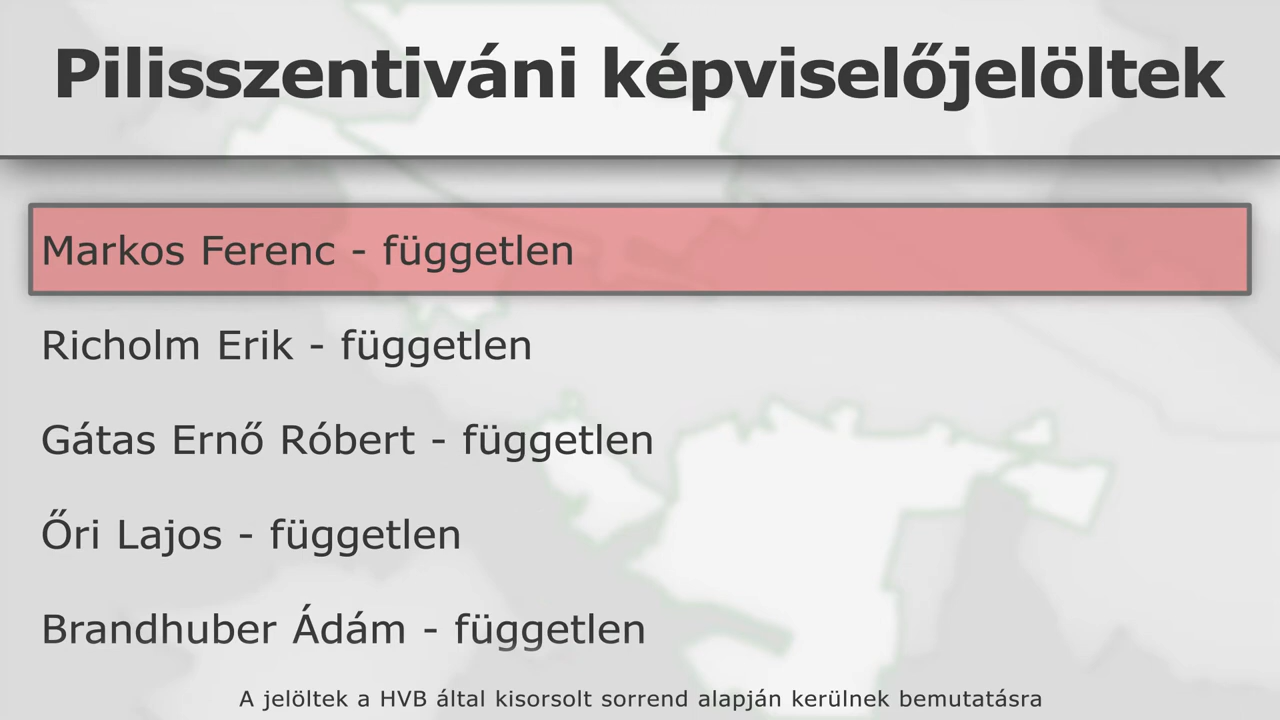 Pilisszentiváni képviselőjelöltek
Markos Ferenc - független
Richolm Erik - független
Gátas Ernő Róbert - független
Őri Lajos - független
Brandhuber Ádám - független
A jelöltek a HVB által kisorsolt sorrend alapján kerülnek bemutatásra